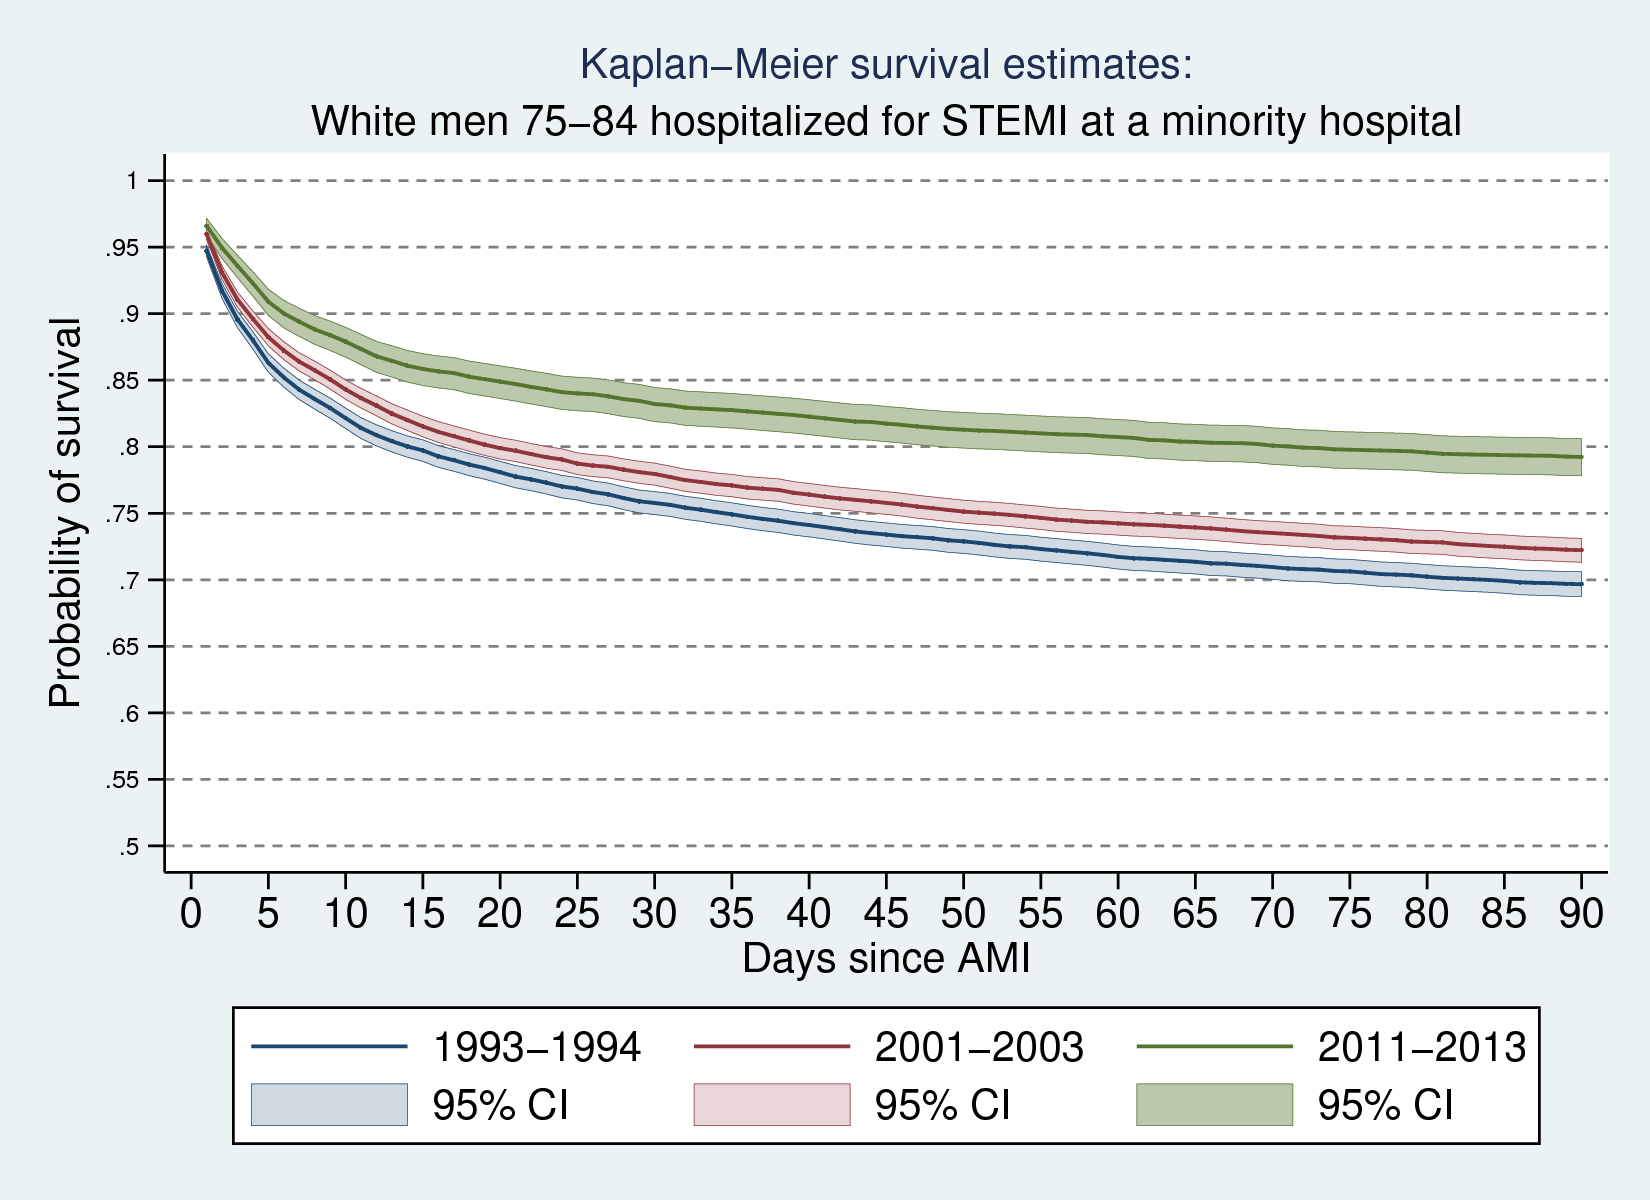 Kaplan−Meier survival estimates:
White men 75−84 hospitalized for STEMI at a minority hospital
Probability of survival
1
.95
.9
.85
.8
.75
.7
.65
.6
.55
.5
0 5 10 15 20 25 30 35 40 45 50 55 60 65 70 75 80 85 90
Days since AMI
1993−1994 2001−2003 2011−2013
95% CI 95% CI 95% CI